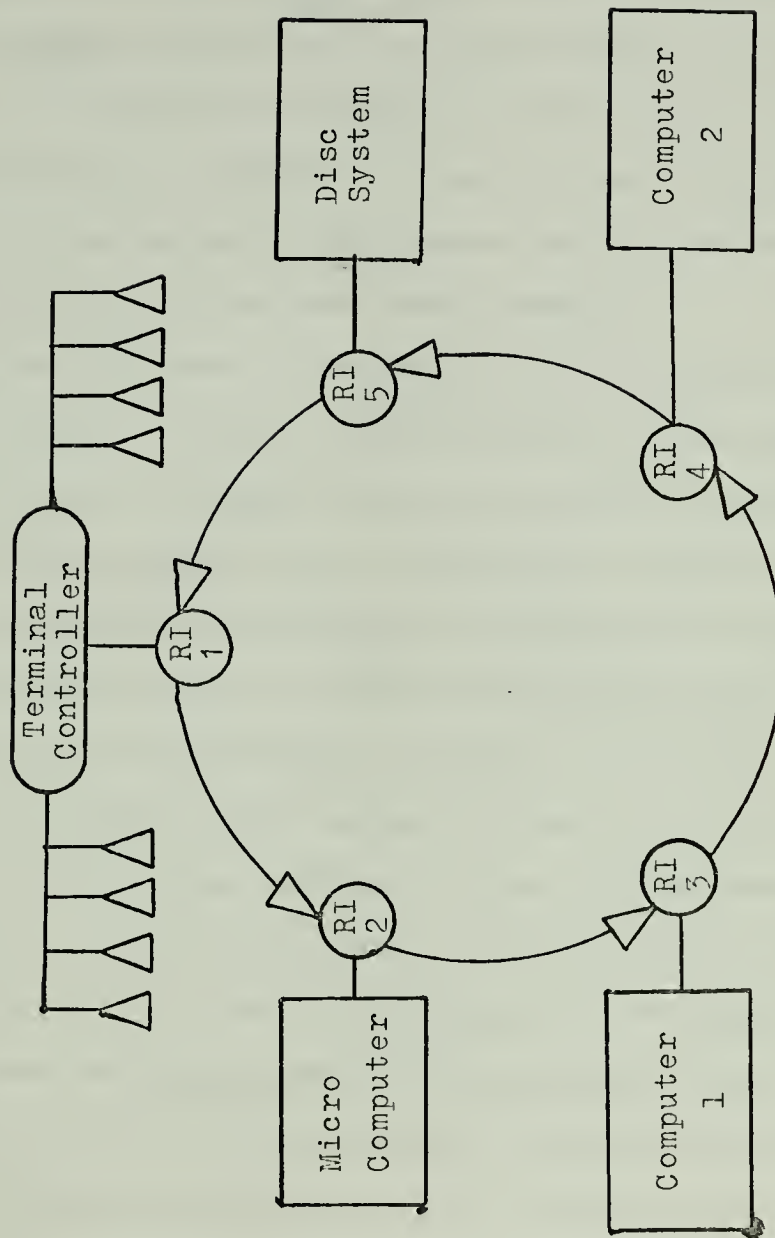 Terminal
Controller
RI
1
Micro
Computer
RI
2
RI
5
Disc
System
Computer
1
RI
3
RI
4
Computer
2